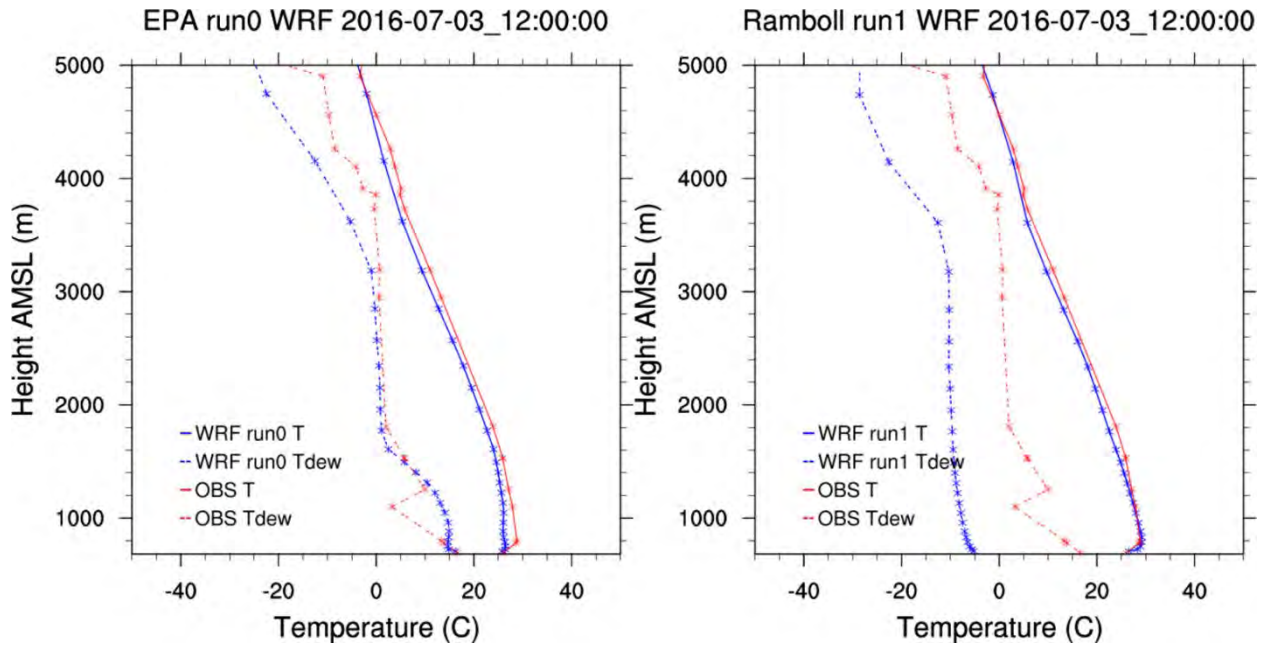 EPA run0 WRF 2016-07-03_12:00:00
5000
4000
3000
2000
1000
Height AMSL (m)
WRF run0 T
WRF run0 Tdew
OBS T
OBS Tdew
-40 -20 0 20 40
Temperature (C)
Ramboll run1 WRF 2016-07-03_12:00:00
5000
4000
3000
2000
1000
Height AMSL (m)
WRF run1 T
WRF run1 Tdew
OBS T
OBS Tdew
-40 -20 0 20 40
Temperature (C)